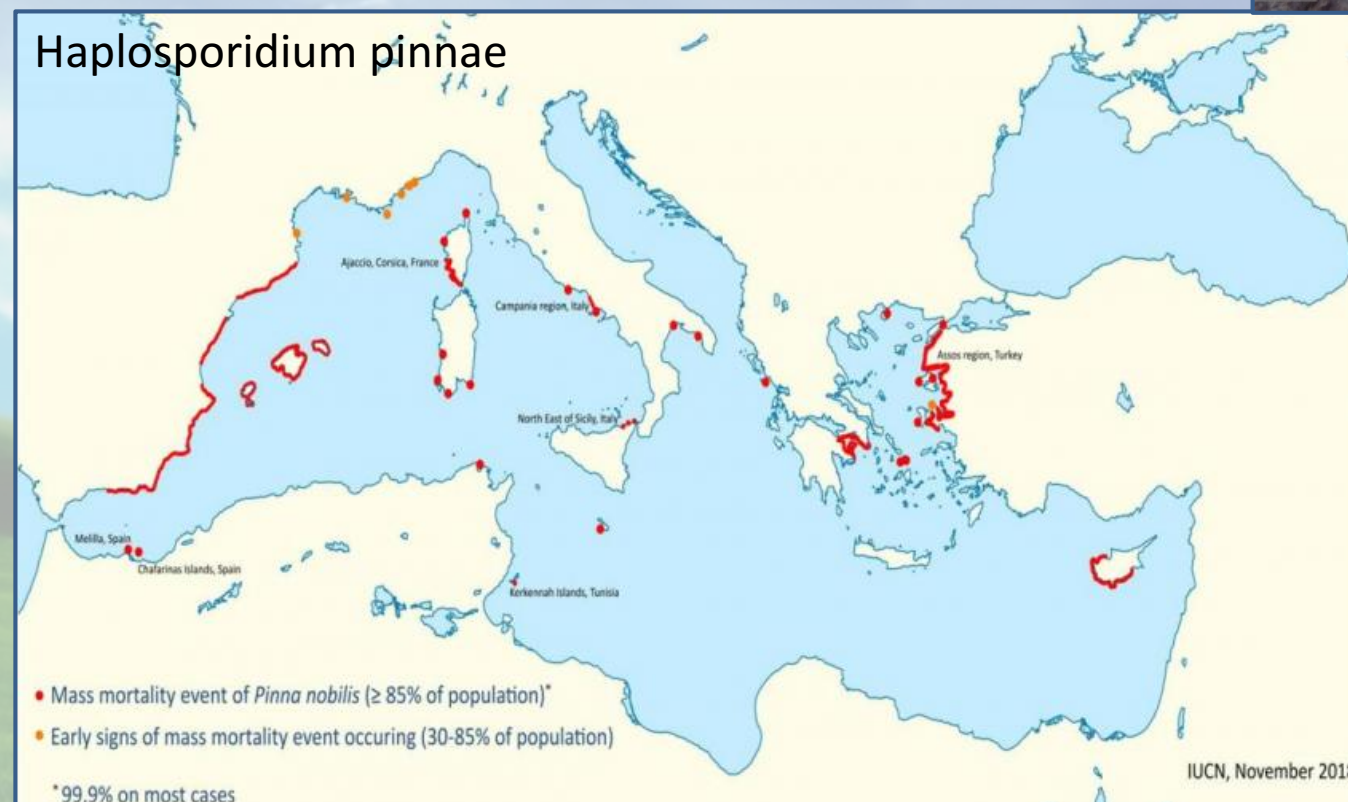 Haplosporidium pinnae
Ajaccio, Corsica, France
Campania region, Italy
Assos region, Turkey
North East of Sicily, Italy
Melilla, Spain
Chafarinas Islands, Spain
Kerkennah Islands, Tunisia
• Mass mortality event of Pinna nobilis (≥ 85% of population)*
• Early signs of mass mortality event occuring (30-85% of population)
*99.9% on most cases
IUCN, November 2018